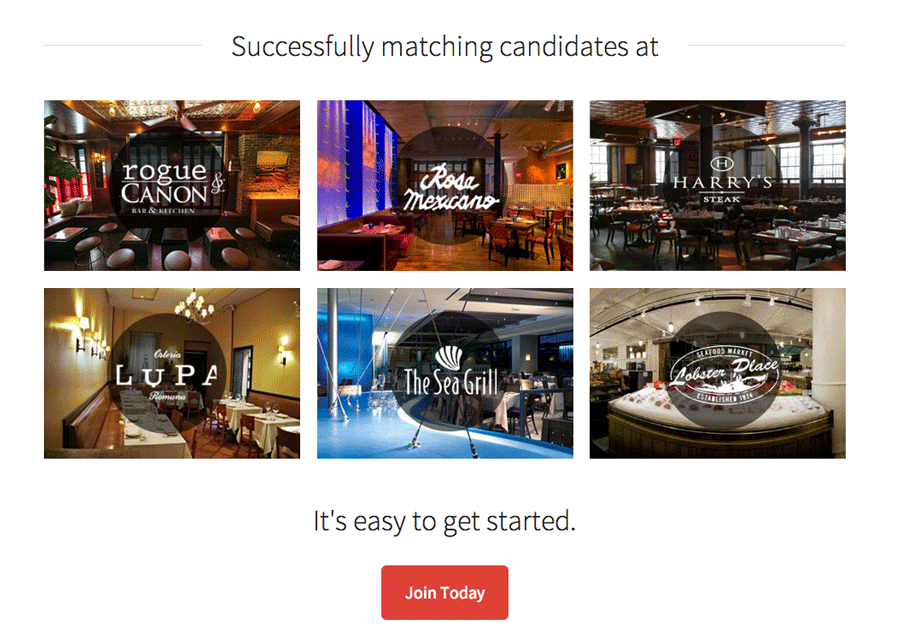 Successfully matching candidates at
rogue &
CANON
BAR & KITCHEN
Rosa
Mexicano
H
HARRY'S
STEAK
Osteria
LUPA
Romana
The Sea Grill
SEAFOOD MARKET
Lobster Place
ESTABLISHED 1974
It's easy to get started.
Join Today